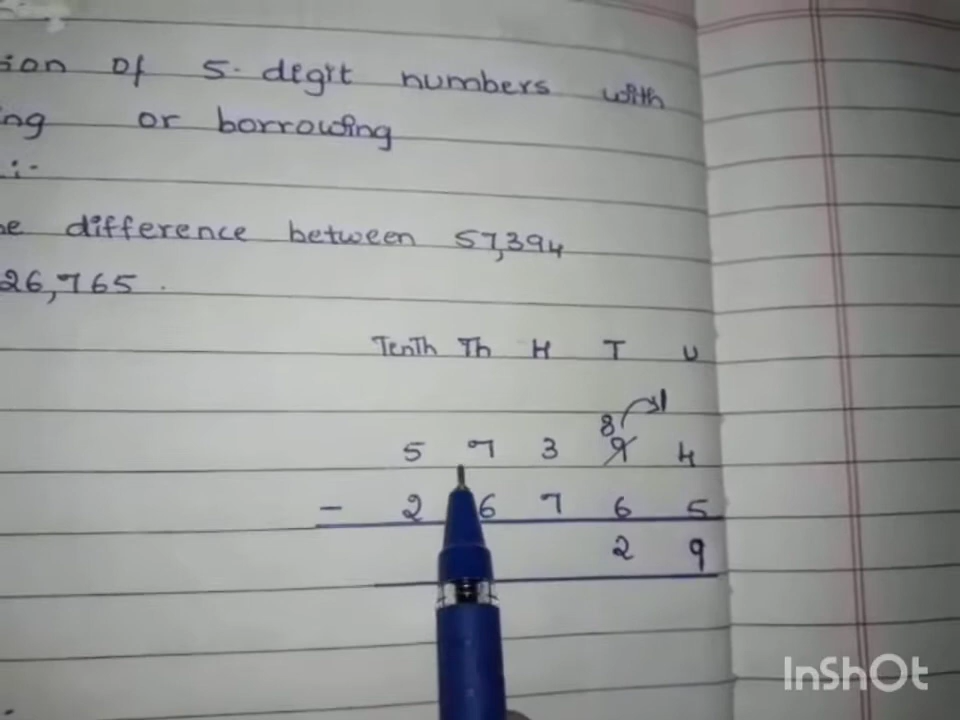 ion of 5. digit numbers with
ing or borrowing
:-
e difference between 57,394
26,765.
TenTh Th H T U
8 1
5 7 3 9 4
- 2 6 7 6 5
2 9
InShOt